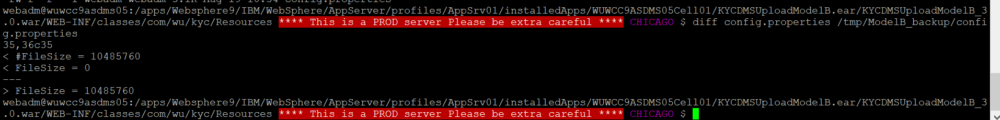 webadm@wuwcc9asdms05:/apps/Websphere9/IBM/WebSphere/AppServer/profiles/AppSrv01/installedApps/WUWCC9ASDMS05Cell01/KYCDMSUploadModelB.ear/KYCDMSUploadModelB_3
.0.war/WEB-INF/classes/com/wu/kyc/Resources **** This is a PROD server Please be extra careful **** CHICAGO $ diff config.properties /tmp/ModelB_backup/confi
g.properties
35,36c35
< #FileSize = 10485760
< FileSize = 0
---
> FileSize = 10485760
webadm@wuwcc9asdms05:/apps/Websphere9/IBM/WebSphere/AppServer/profiles/AppSrv01/installedApps/WUWCC9ASDMS05Cell01/KYCDMSUploadModelB.ear/KYCDMSUploadModelB_3
.0.war/WEB-INF/classes/com/wu/kyc/Resources **** This is a PROD server Please be extra careful **** CHICAGO $